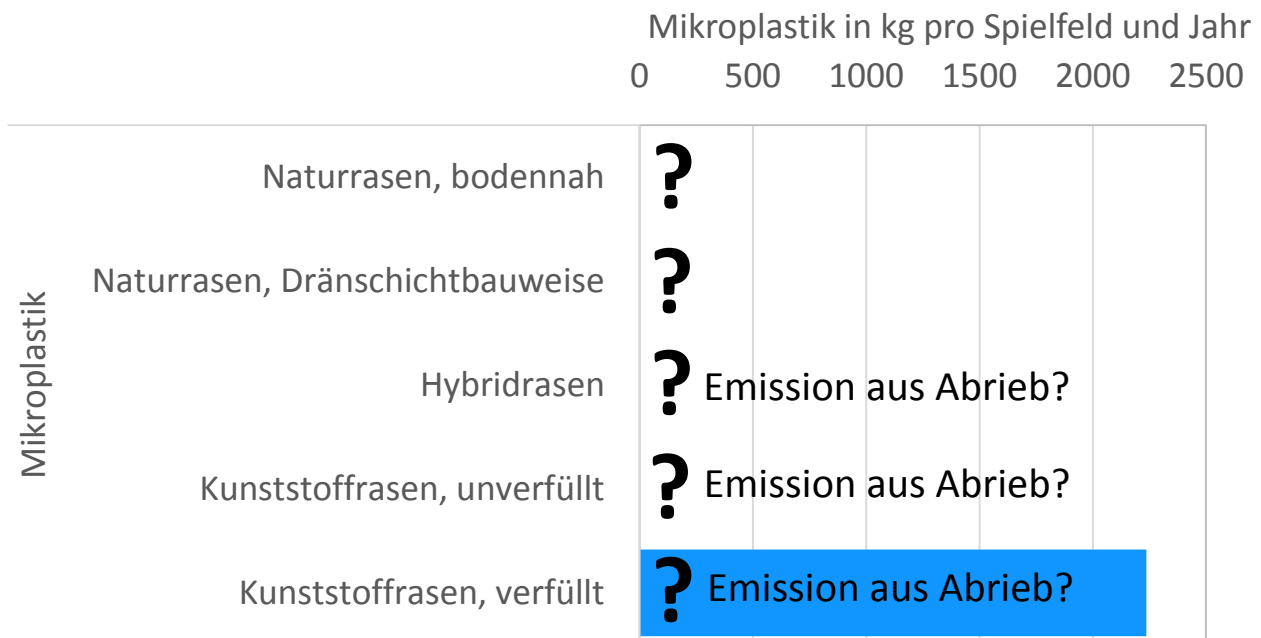 Mikroplastik in kg pro Spielfeld und Jahr
0 500 1000 1500 2000 2500
Mikroplastik
Naturrasen, bodennah ?
Naturrasen, Dränschichtbauweise ?
Hybridrasen ? Emission aus Abrieb?
Kunststoffrasen, unverfüllt ? Emission aus Abrieb?
Kunststoffrasen, verfüllt ? Emission aus Abrieb?